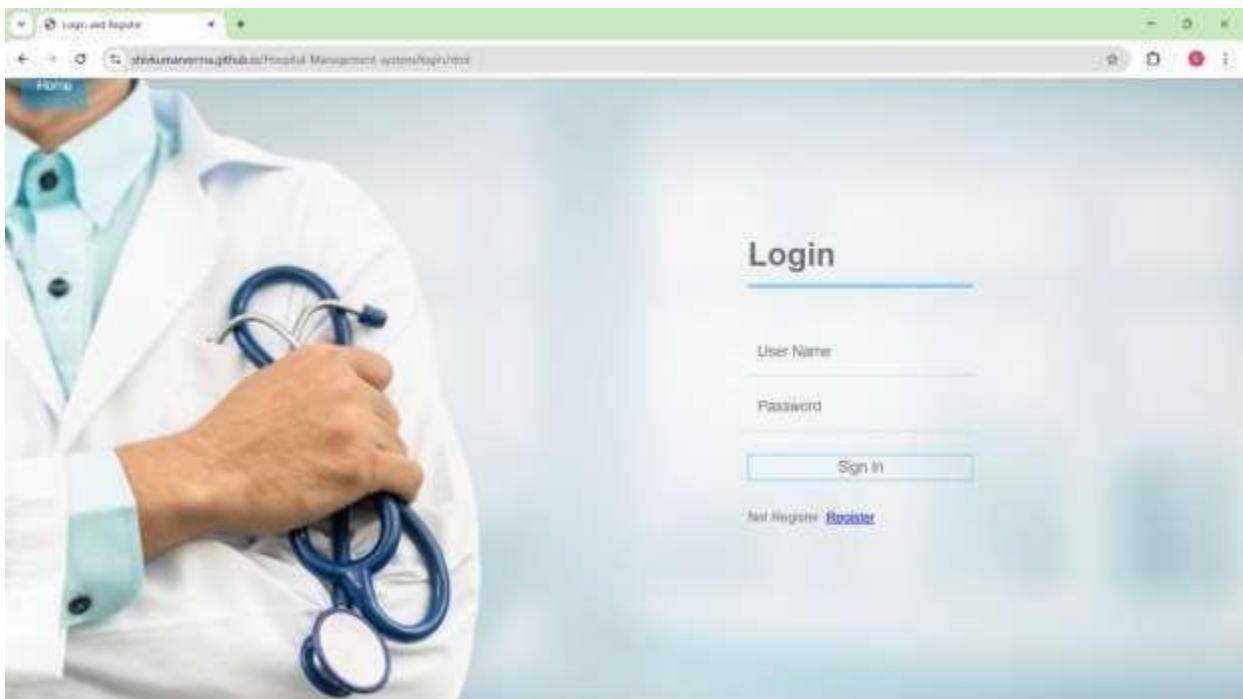 Login and Register
Home
Login
User Name
Password
Sign In
Not Register Register